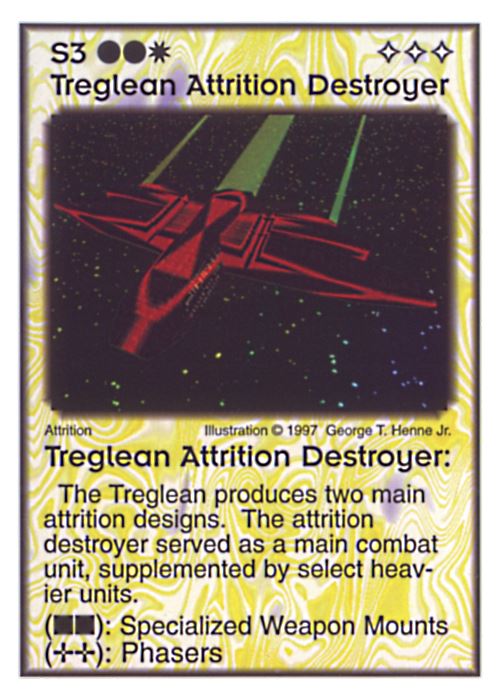 S3 ●●✷ ✧✧✧
Treglean Attrition Destroyer
Attrition Illustration © 1997 George T. Henne Jr.
Treglean Attrition Destroyer:
The Treglean produces two main
attrition designs. The attrition
destroyer served as a main combat
unit, supplemented by select heav-
ier units.
(■■): Specialized Weapon Mounts
(✢✢): Phasers